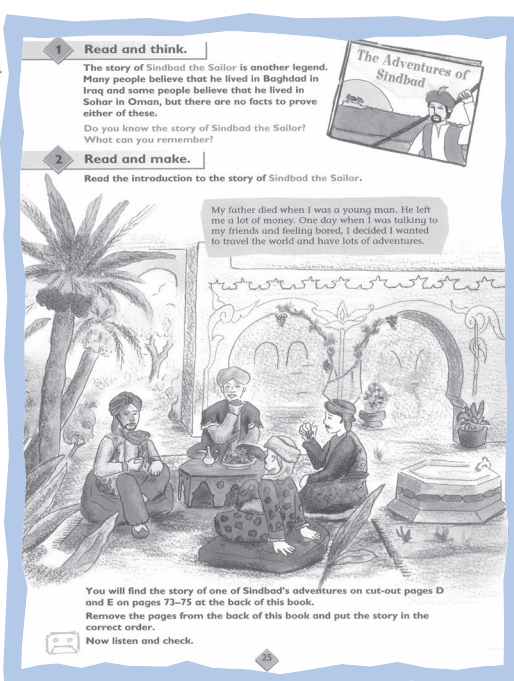 1 Read and think.
The story of Sindbad the Sailor is another legend.
Many people believe that he lived in Baghdad in
Iraq and some people believe that he lived in
Sohar in Oman, but there are no facts to prove
either of these.
Do you know the story of Sindbad the Sailor?
What can you remember?
The Adventures of
Sindbad
2 Read and make.
Read the introduction to the story of Sindbad the Sailor.
My father died when I was a young man. He left
me a lot of money. One day when I was talking to
my friends and feeling bored, I decided I wanted
to travel the world and have lots of adventures.
You will find the story of one of Sindbad's adventures on cut-out pages D
and E on pages 73–75 at the back of this book.
Remove the pages from the back of this book and put the story in the
correct order.
Now listen and check.
25